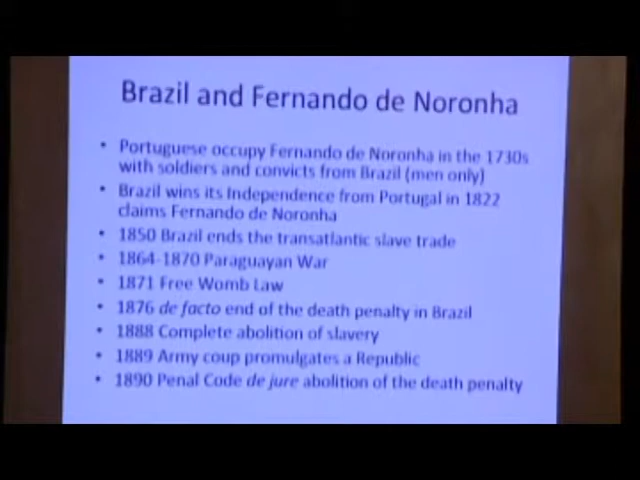 Brazil and Fernando de Noronha
• Portuguese occupy Fernando de Noronha in the 1730s
with soldiers and convicts from Brazil (men only)
• Brazil wins its Independence from Portugal in 1822
claims Fernando de Noronha
• 1850 Brazil ends the transatlantic slave trade
• 1864-1870 Paraguayan War
• 1871 Free Womb Law
• 1876 de facto end of the death penalty in Brazil
• 1888 Complete abolition of slavery
• 1889 Army coup promulgates a Republic
• 1890 Penal Code de jure abolition of the death penalty